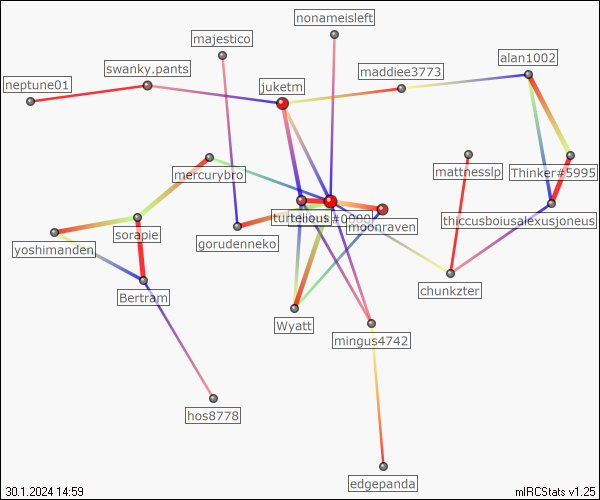 nonameisleft
majestico
alan1002
swanky.pants
maddiee3773
neptune01
juketm
mattnesslp
Thinker#5995
mercurybro
turtle
#0000
moonraven
thiccusboiusalexusjoneus
sorapie
yoshimanden
gorudenneko
chunkzter
Bertram
Wyatt
mingus4742
hos8778
edgepanda
30.1.2024 14:59
mIRCStats v1.25